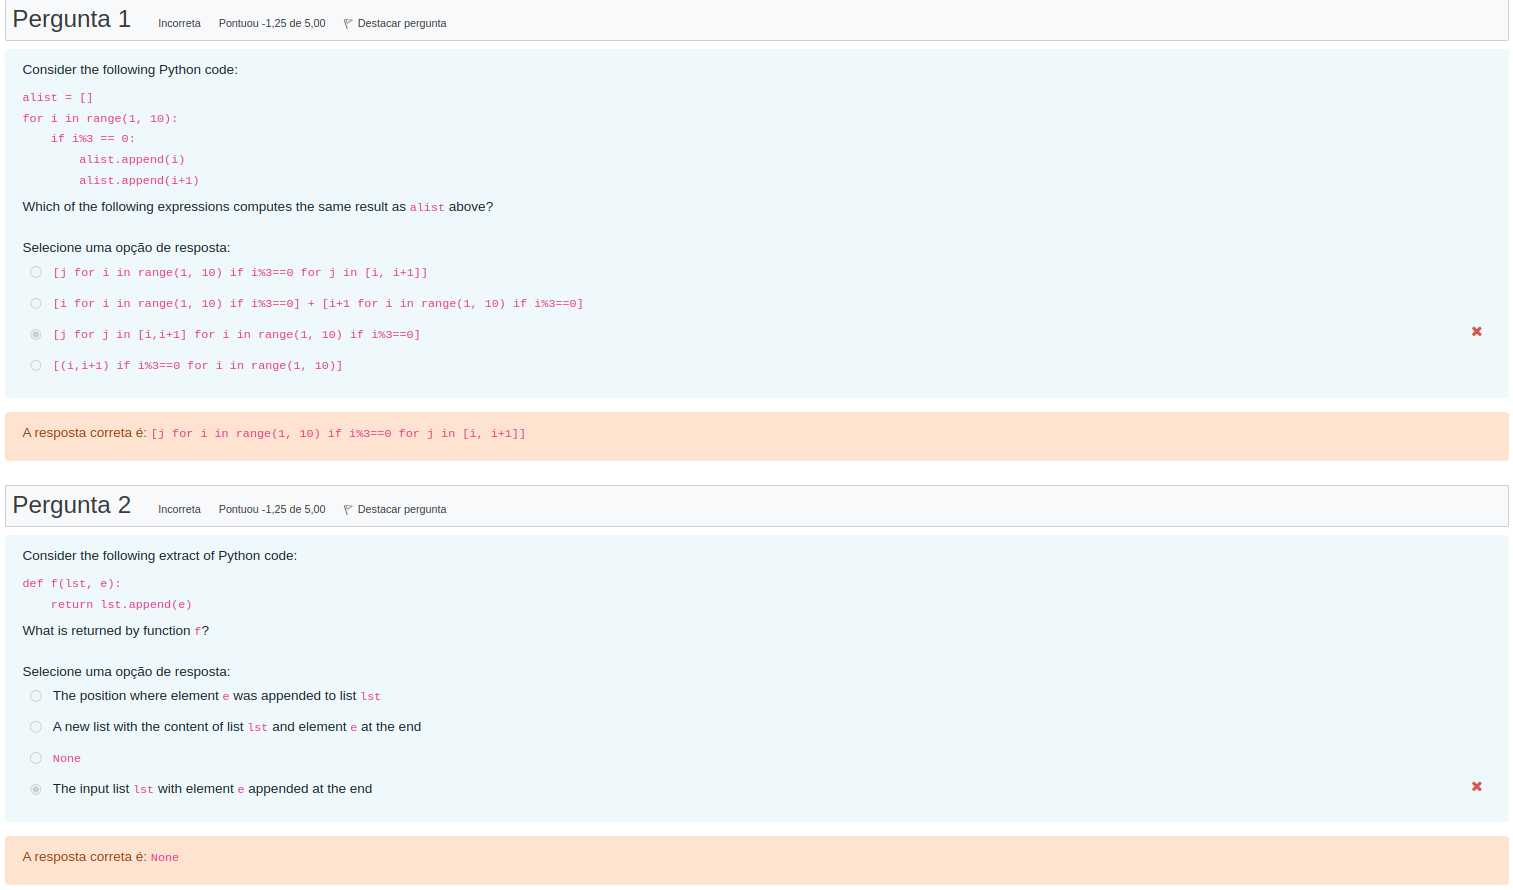 Pergunta 1 Incorreta Pontuou -1,25 de 5,00 Destacar pergunta
Consider the following Python code:
alist = []
for i in range(1, 10):
    if i%3 == 0:
        alist.append(i)
        alist.append(i+1)
Which of the following expressions computes the same result as alist above?
Selecione uma opção de resposta:
[j for i in range(1, 10) if i%3==0 for j in [i, i+1]]
[i for i in range(1, 10) if i%3==0] + [i+1 for i in range(1, 10) if i%3==0]
[j for j in [i,i+1] for i in range(1, 10) if i%3==0]
[(i,i+1) if i%3==0 for i in range(1, 10)]
A resposta correta é: [j for i in range(1, 10) if i%3==0 for j in [i, i+1]]
Pergunta 2 Incorreta Pontuou -1,25 de 5,00 Destacar pergunta
Consider the following extract of Python code:
def f(lst, e):
    return lst.append(e)
What is returned by function f?
Selecione uma opção de resposta:
The position where element e was appended to list lst
A new list with the content of list lst and element e at the end
None
The input list lst with element e appended at the end
A resposta correta é: None